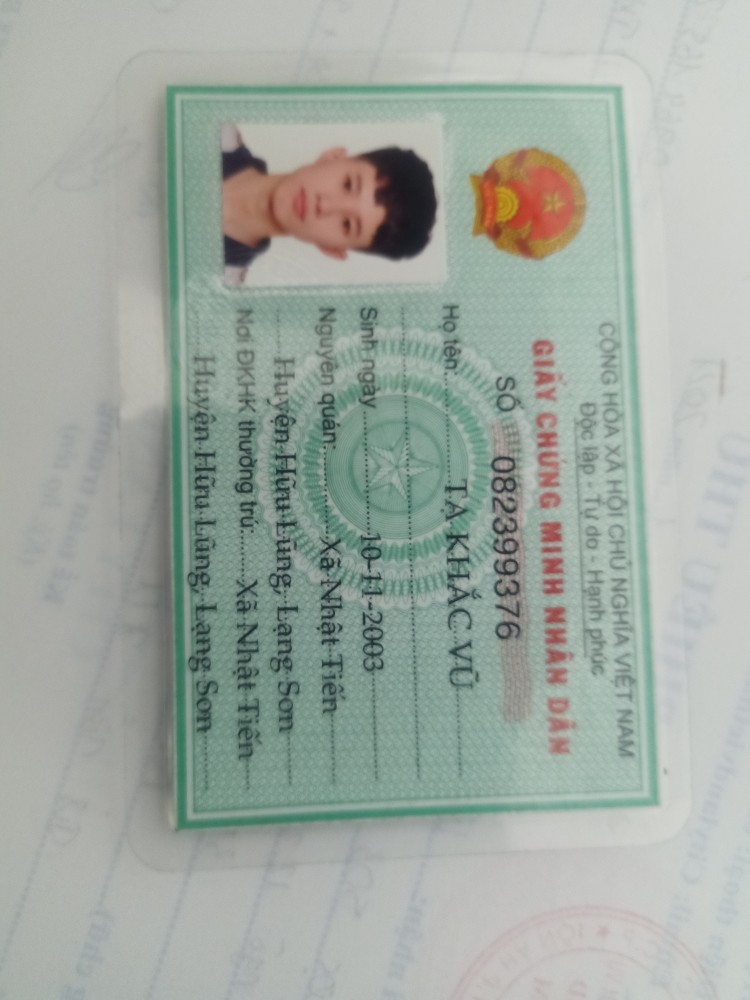 CỘNG HÒA XÃ HỘI CHỦ NGHĨA VIỆT NAM
Độc lập - Tự do - Hạnh phúc
GIẤY CHỨNG MINH NHÂN DÂN
SỐ 082399376
Họ tên: TẠ KHẮC VŨ
Sinh ngày 10-11-2003
Nguyên quán: Xã Nhật Tiến
Huyện Hữu Lũng, Lạng Sơn
Nơi ĐKHK thường trú: Xã Nhật Tiến
Huyện Hữu Lũng, Lạng Sơn